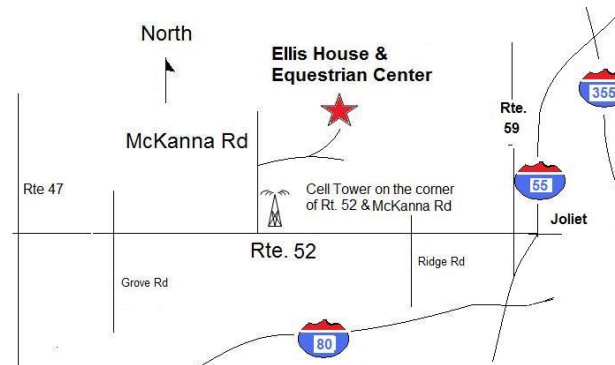 North
Ellis House &
Equestrian Center
355
Rte.
59
McKanna Rd
Rte 47
Cell Tower on the corner
of Rt. 52 & McKanna Rd
55
Joliet
Rte. 52
Grove Rd
Ridge Rd
80